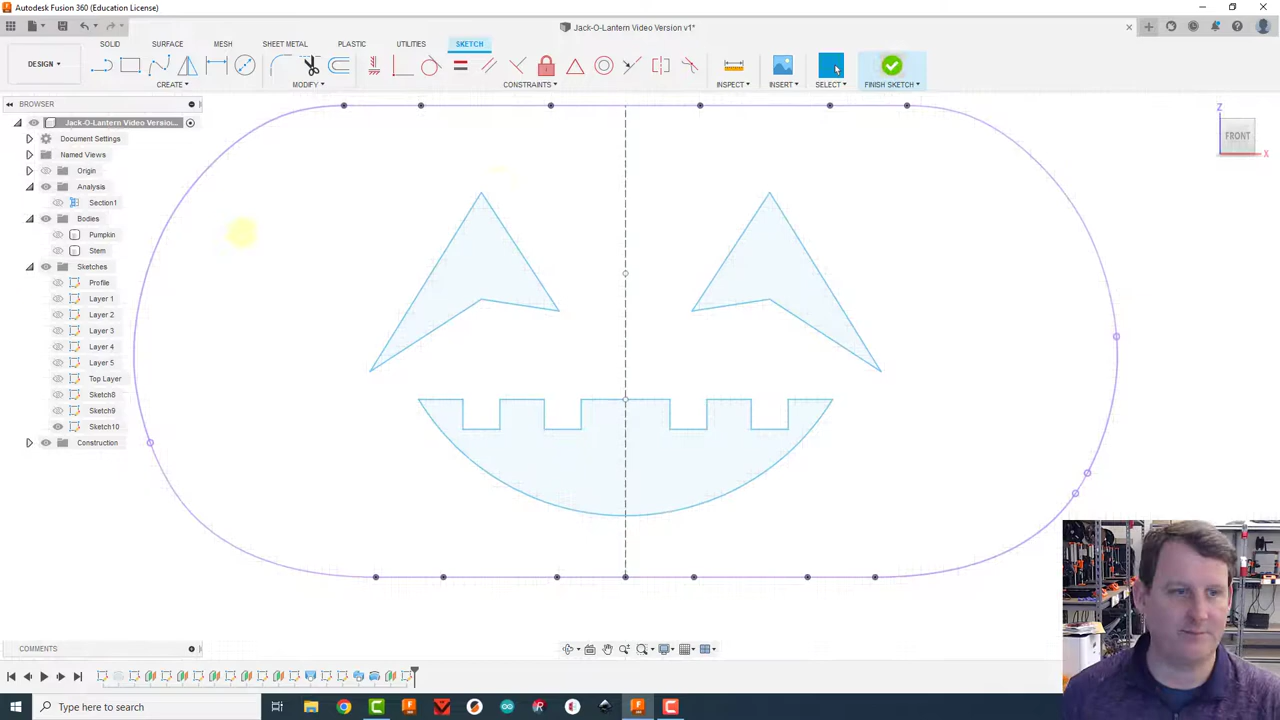 Autodesk Fusion 360 (Education License)
Jack-O-Lantern Video Version v1*
DESIGN
SOLID
SURFACE
MESH
SHEET METAL
PLASTIC
UTILITIES
SKETCH
CREATE
MODIFY
CONSTRAINTS
INSPECT
INSERT
SELECT
FINISH SKETCH
BROWSER
Jack-O-Lantern Video Version...
Document Settings
Named Views
Origin
Analysis
Section1
Bodies
Pumpkin
Stem
Sketches
Profile
Layer 1
Layer 2
Layer 3
Layer 4
Layer 5
Top Layer
Sketch8
Sketch9
Sketch10
Construction
Z
FRONT
X
COMMENTS
Type here to search